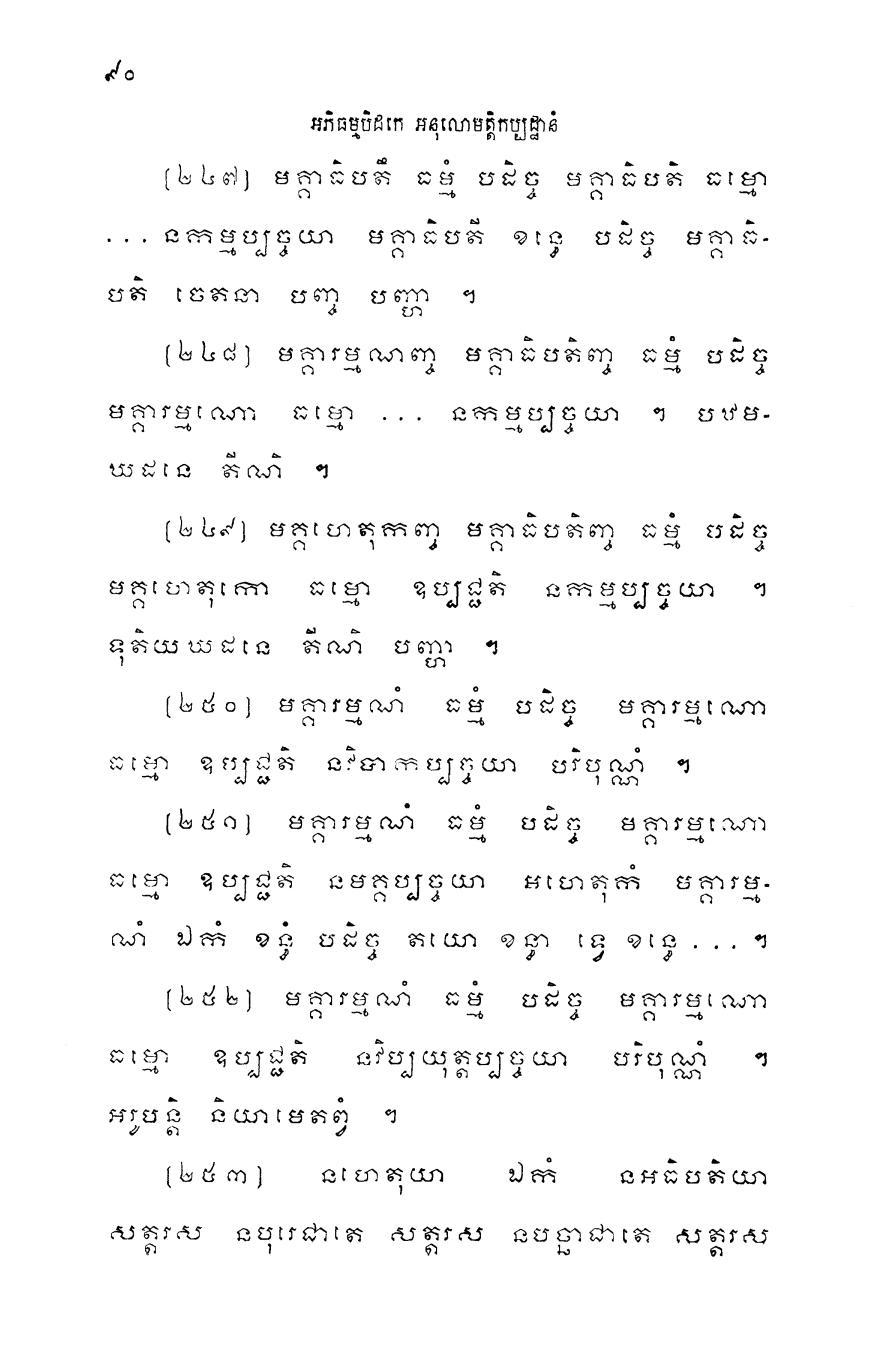 ៩០
អភិធម្មបិដកេ អនុលោមត្តិកប្បដ្ឋានំ
(២៤៧) មគ្គាធិបតឹ ធម្មំ បដិច្ច មគ្គាធិបតិ ធម្មោ
... នកម្មប្បច្ចយា មគ្គាធិបតី ខន្ធេ បដិច្ច មគ្គាធិ-
បតិ ចេតនា បញ្ច បញ្ហា ។
(២៤៨) មគ្គារម្មណញ្ច មគ្គាធិបតិញ្ច ធម្មំ បដិច្ច
មគ្គារម្មណោ ធម្មោ ... នកម្មប្បច្ចយា ។ បឋម-
ឃដនេ តីណិ ។
(២៤៩) មគ្គហេតុកញ្ច មគ្គាធិបតិញ្ច ធម្មំ បដិច្ច
មគ្គហេតុកោ ធម្មោ ឧប្បជ្ជតិ នកម្មប្បច្ចយា ។
ទុតិយឃដនេ តីណិ បញ្ហា ។
(២៥០) មគ្គារម្មណំ ធម្មំ បដិច្ច មគ្គារម្មណោ
ធម្មោ ឧប្បជ្ជតិ នវិបាកប្បច្ចយា បរិបុណ្ណំ ។
(២៥១) មគ្គារម្មណំ ធម្មំ បដិច្ច មគ្គារម្មណោ
ធម្មោ ឧប្បជ្ជតិ នមគ្គប្បច្ចយា អហេតុកំ មគ្គារម្ម-
ណំ ឯកំ ខន្ធំ បដិច្ច តយោ ខន្ធា ទ្វេ ខន្ធេ ... ។
(២៥២) មគ្គារម្មណំ ធម្មំ បដិច្ច មគ្គារម្មណោ
ធម្មោ ឧប្បជ្ជតិ នវិប្បយុត្តប្បច្ចយា បរិបុណ្ណំ ។
អរូបន្តិ និយាមេតព្វំ ។
(២៥៣) នហេតុយា ឯកំ នអធិបតិយា
សត្តរស នបុរេជាតេ សត្តរស នបច្ឆាជាតេ សត្តរស